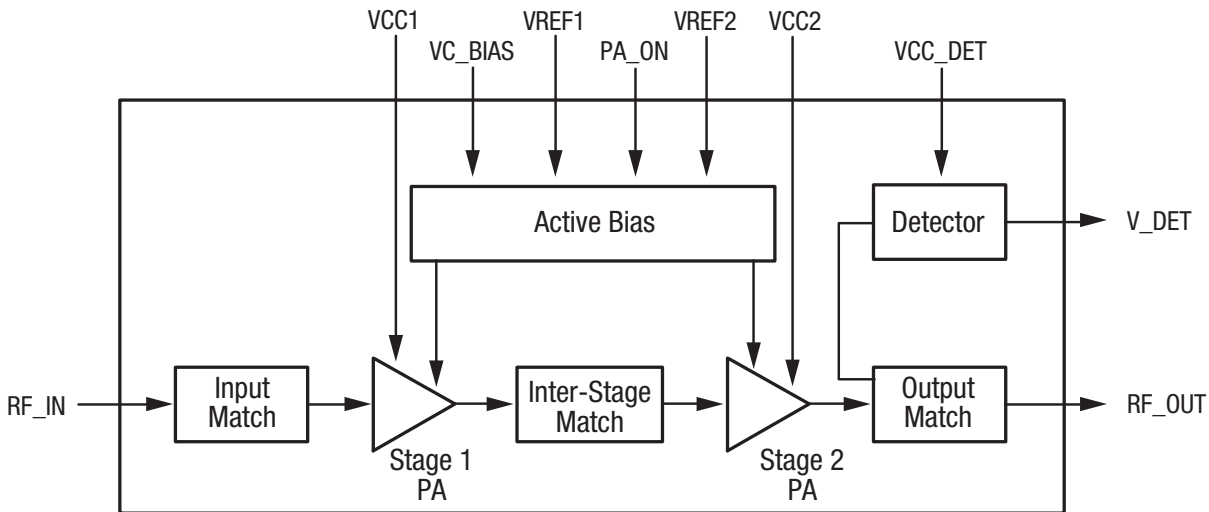 VCC1
VREF1
VREF2
VCC2
VC_BIAS
PA_ON
VCC_DET
Active Bias
Detector
V_DET
RF_IN
Input
Match
Inter-Stage
Match
Output
Match
RF_OUT
Stage 1
PA
Stage 2
PA